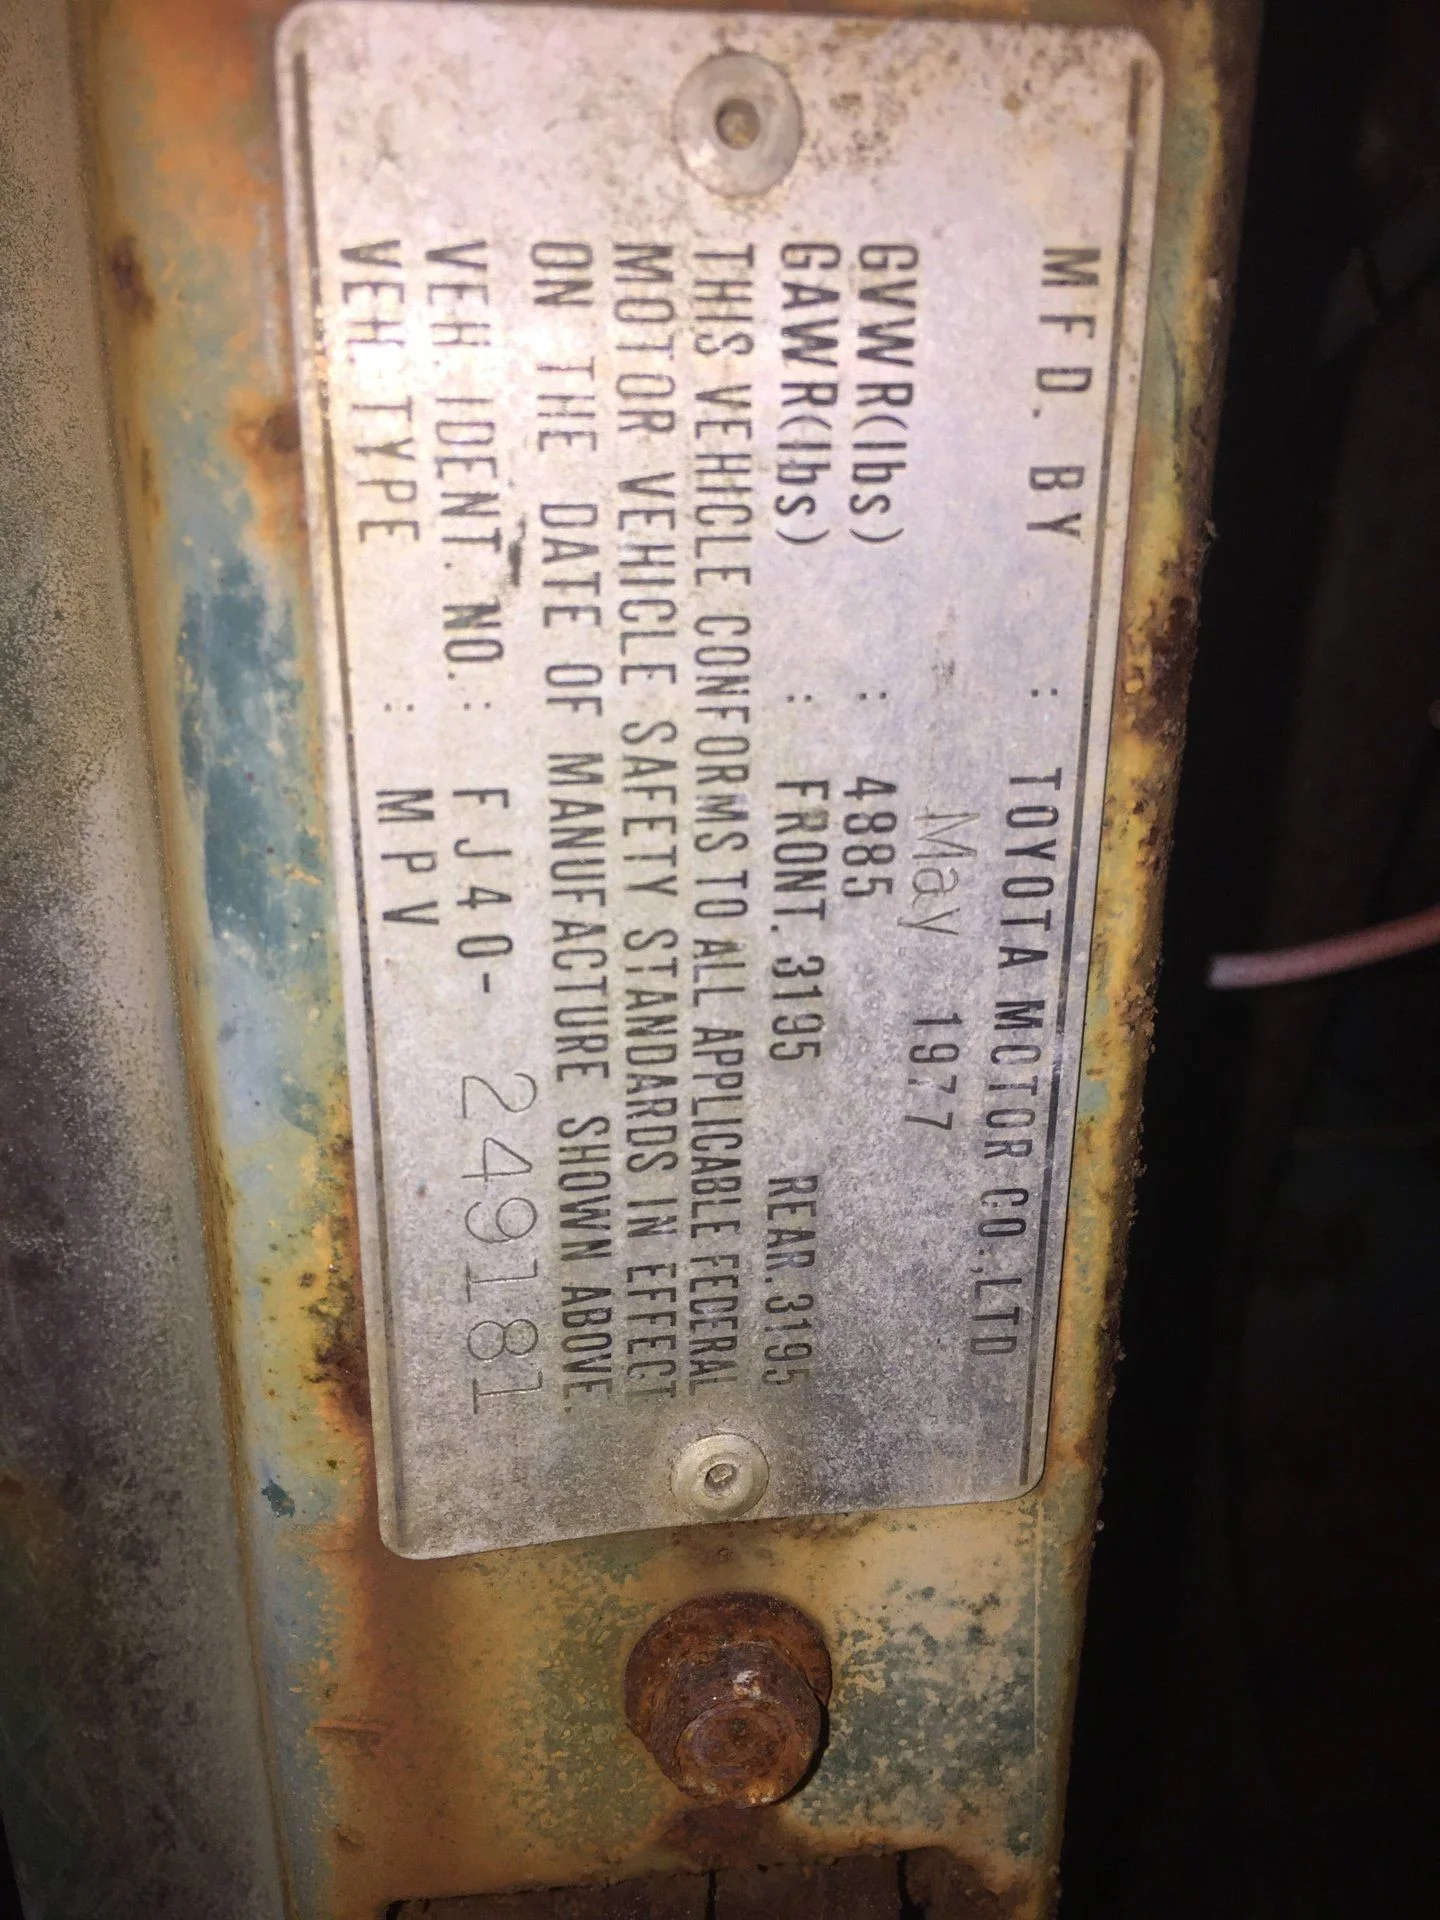 MFD. BY : TOYOTA MOTOR CO.,LTD
May 1977
GVWR(lbs) : 4885
GAWR(lbs) : FRONT. 3195 REAR. 3195
THIS VEHICLE CONFORMS TO ALL APPLICABLE FEDERAL
MOTOR VEHICLE SAFETY STANDARDS IN EFFECT
ON THE DATE OF MANUFACTURE SHOWN ABOVE.
VEH. IDENT. NO. : FJ40- 249181
VEH. TYPE : MPV